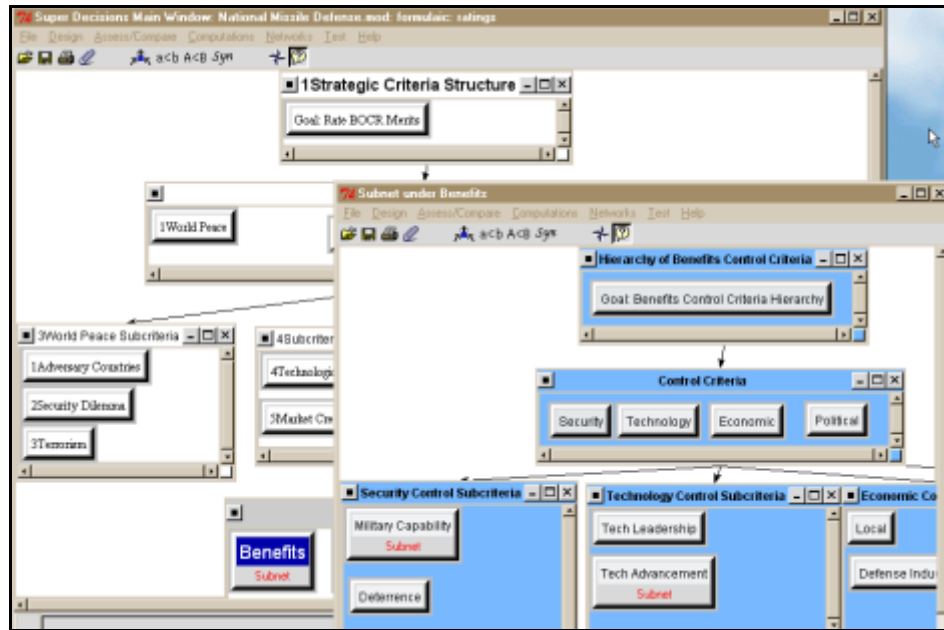 Super Decisions Main Window: National Missile Defense.mod: formulaic: ratings
File Design Assess/Compare Computations Networks Test Help
a<b A<B Syn
1Strategic Criteria Structure
Goal: Rate BOCR Merits
1World Peace
3World Peace Subcriteria
1Adversary Countries
2Security Dilemma
3Terrorism
4Subcriter
4Technologi
5Market Cre
Benefits
Subnet
Subnet under Benefits
File Design Assess/Compare Computations Networks Test Help
a<b A<B Syn
Hierarchy of Benefits Control Criteria
Goal: Benefits Control Criteria Hierarchy
Control Criteria
Security Technology Economic Political
Security Control Subcriteria
Military Capability
Subnet
Deterrence
Technology Control Subcriteria
Tech Leadership
Tech Advancement
Subnet
Economic Co
Local
Defense Indu